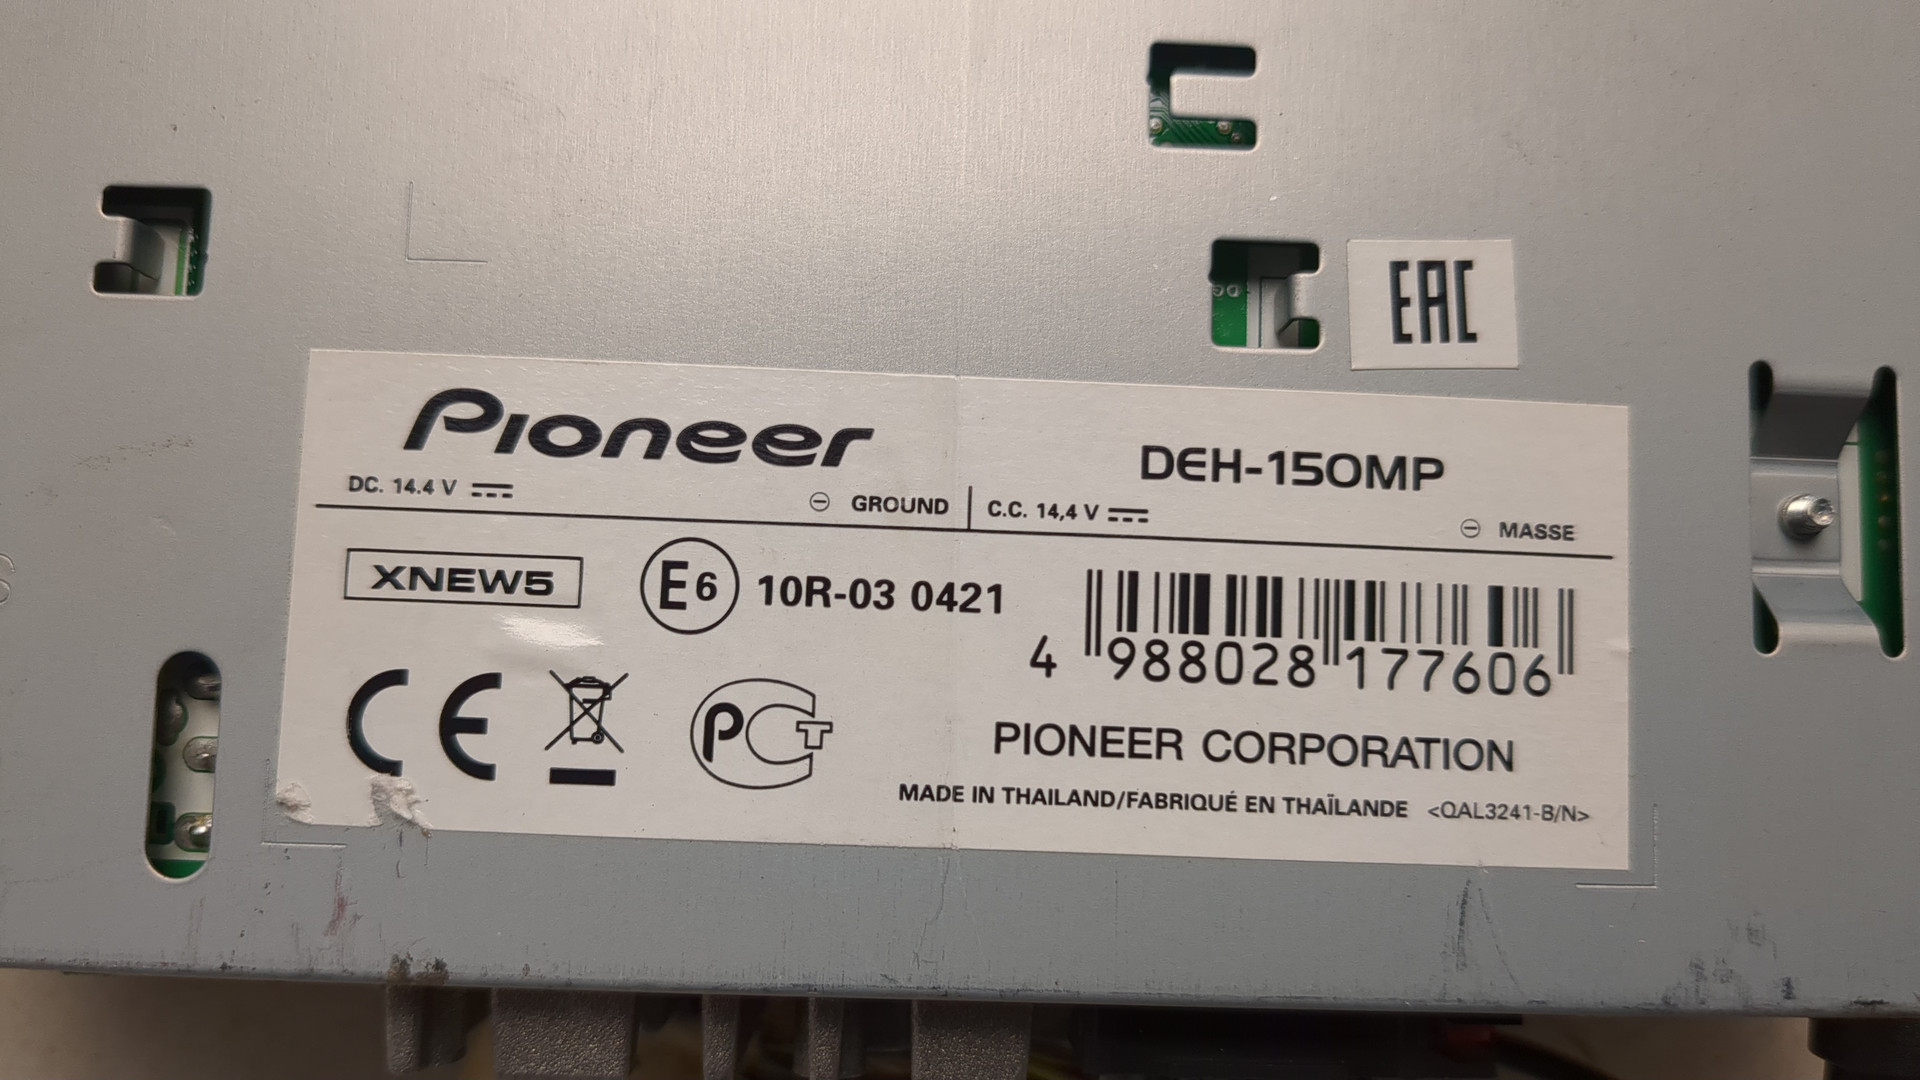 EAC
Pioneer
DEH-150MP
DC. 14.4 V
⊖ GROUND
C.C. 14,4 V
⊖ MASSE
XNEW5
E6
10R-03 0421
4 988028 177606
CE
PCT
PIONEER CORPORATION
MADE IN THAILAND/FABRIQUÉ EN THAÏLANDE <QAL3241-B/N>